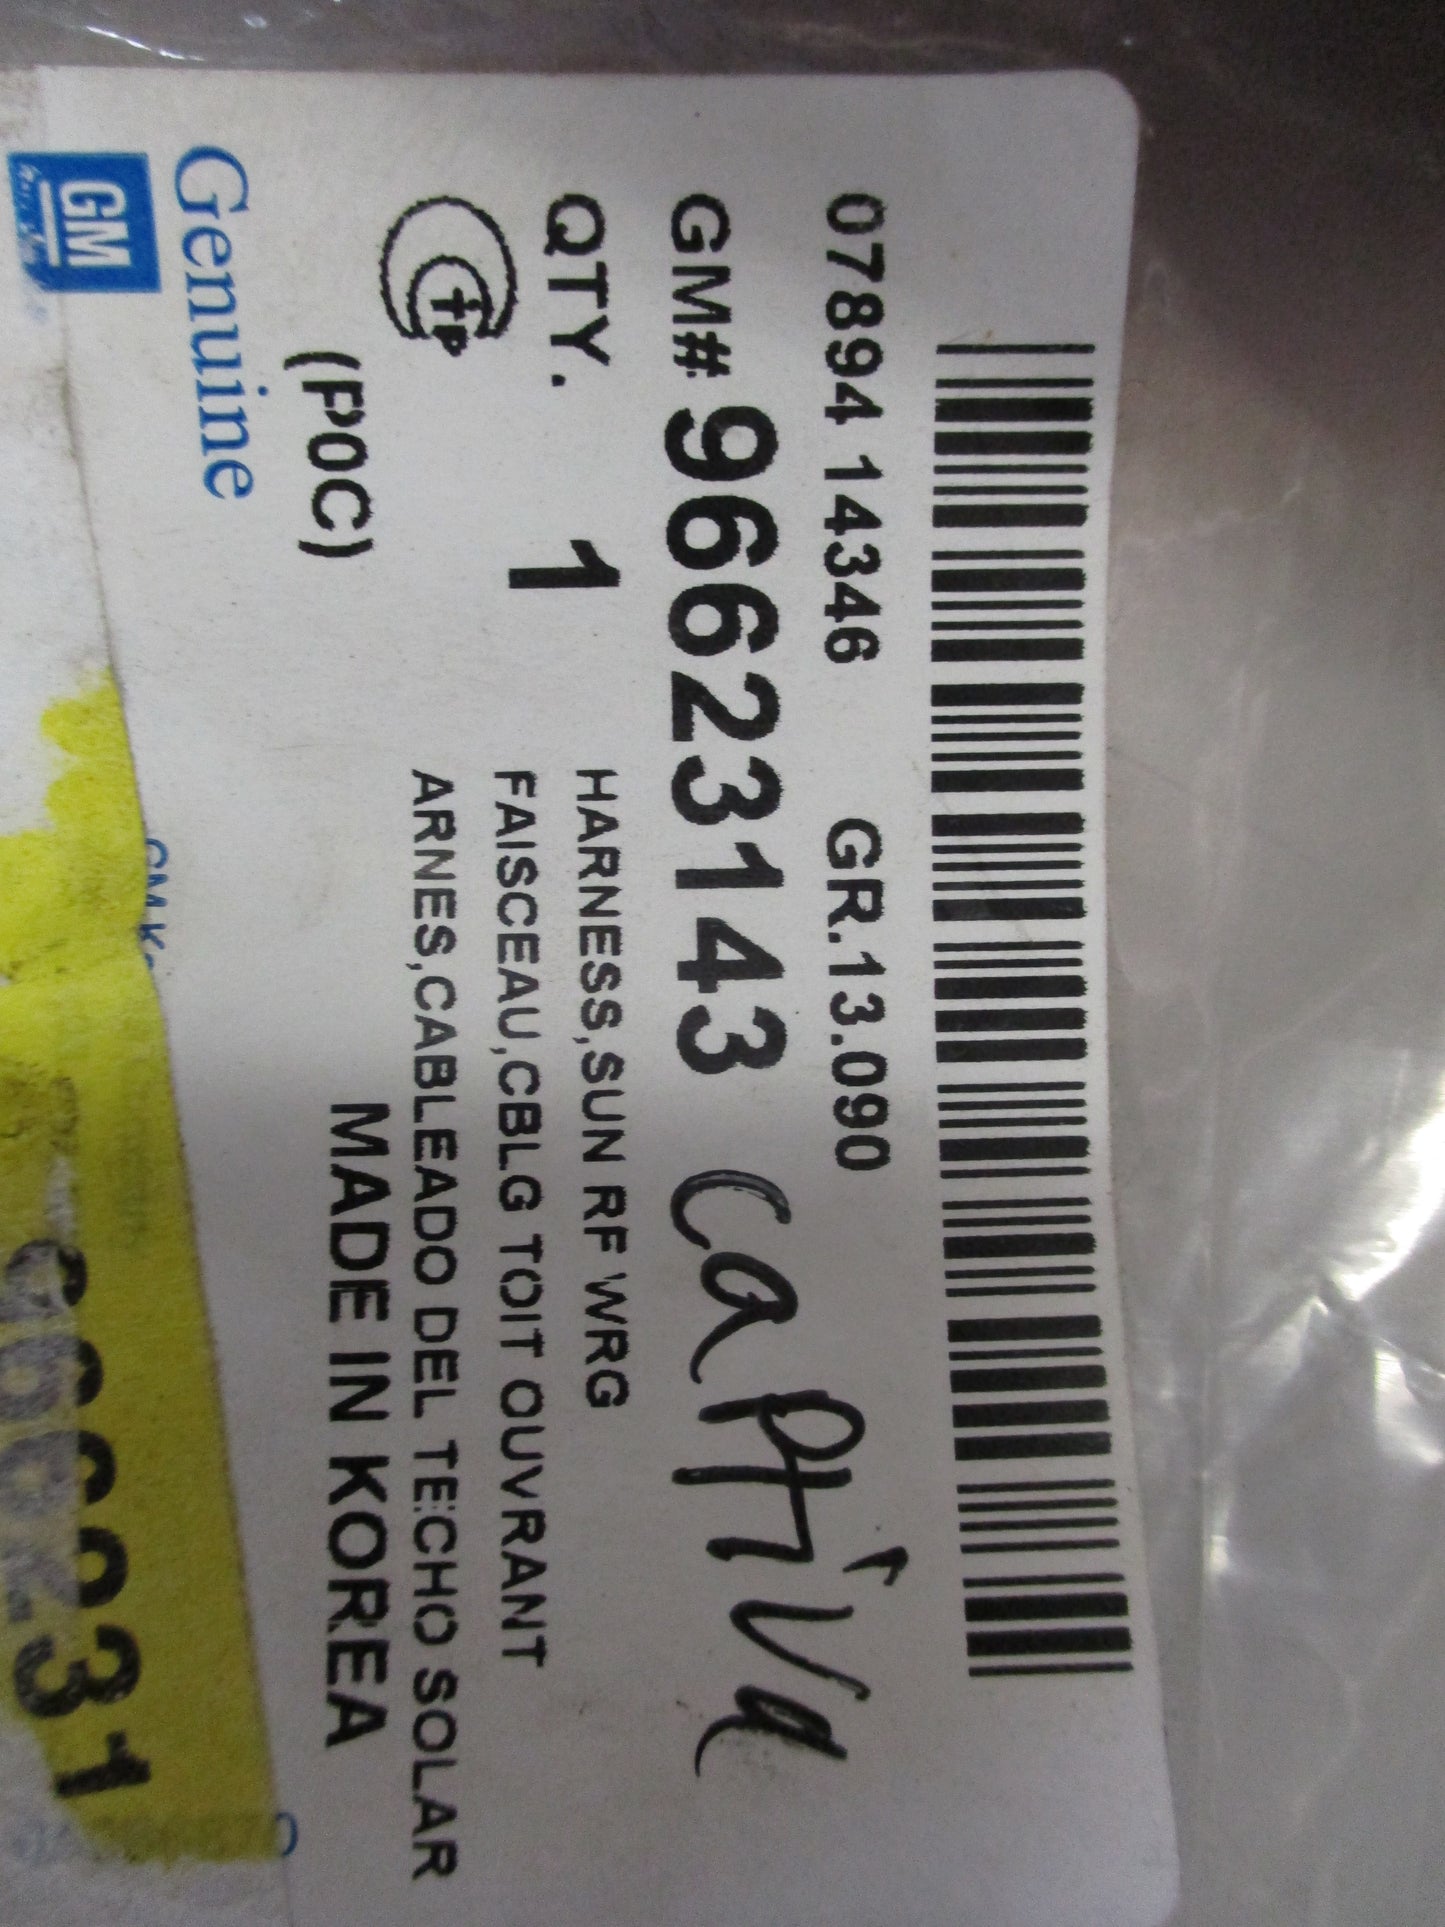 07894 14346 GR.13.090
GM# 96623143 CaPtiva
QTY. 1
HARNESS,SUN RF WRG
FAISCEAU,CBLG TOIT OUVRANT
ARNES,CABLEADO DEL TECHO SOLAR
(P0C)
MADE IN KOREA
Genuine
GM